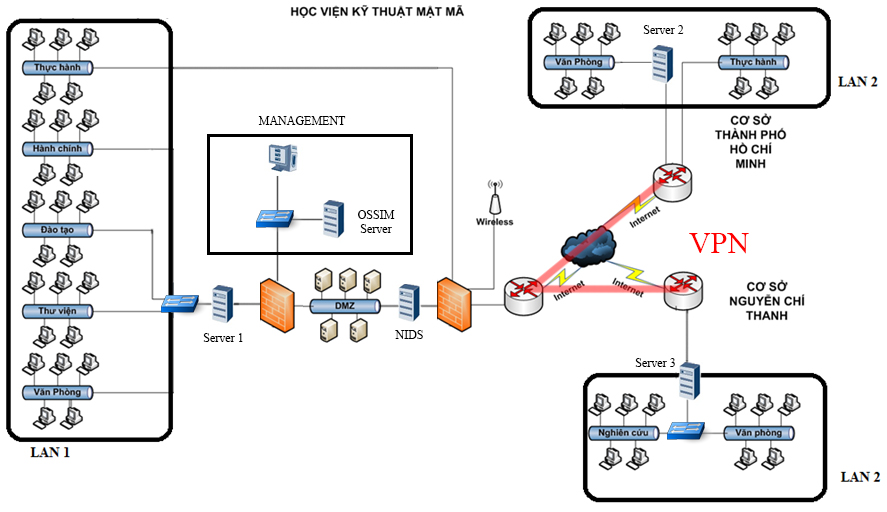 HỌC VIỆN KỸ THUẬT MẬT MÃ
Thực hành
Hành chính
Đào tạo
Thư viện
Văn Phòng
LAN 1
MANAGEMENT
OSSIM
Server
Server 1
DMZ
NIDS
Wireless
Internet
Internet
Internet
VPN
Server 2
Văn Phòng
Thực hành
LAN 2
CƠ SỞ
THÀNH PHỐ
HỒ CHÍ
MINH
CƠ SỞ
NGUYÊN CHÍ
THANH
Server 3
Nghiên cứu
Văn phòng
LAN 2